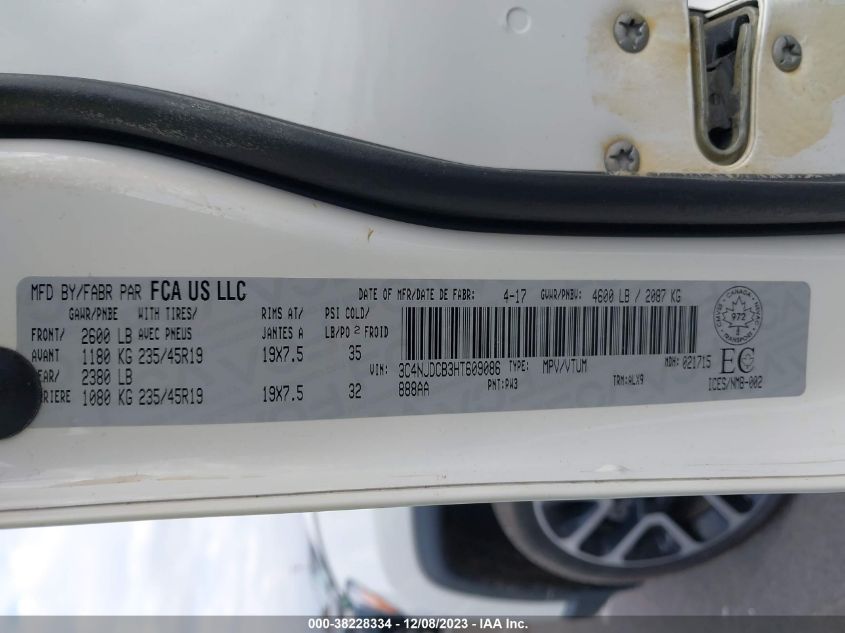 MFD BY/FABR PAR FCA US LLC DATE OF MFR/DATE DE FABR: 4-17 GVWR/PNBV: 4600 LB / 2087 KG
GAWR/PNBE WITH TIRES/ RIMS AT/ PSI COLD/
FRONT/ 2600 LB AVEC PNEUS JANTES A LB/PO 2 FROID
AVANT 1180 KG 235/45R19 19X7.5 35
EAR/ 2380 LB
RIERE 1080 KG 235/45R19 19X7.5 32
VIN: 3C4NJDCB3HT609086 TYPE: MPV/VTUM MDH: 021715
888AA PNT: PW3 TRM: ALX9
CANADA
972
TRANSPORT
EC
ICES/NMB-002
000-38228334 - 12/08/2023 - IAA Inc.